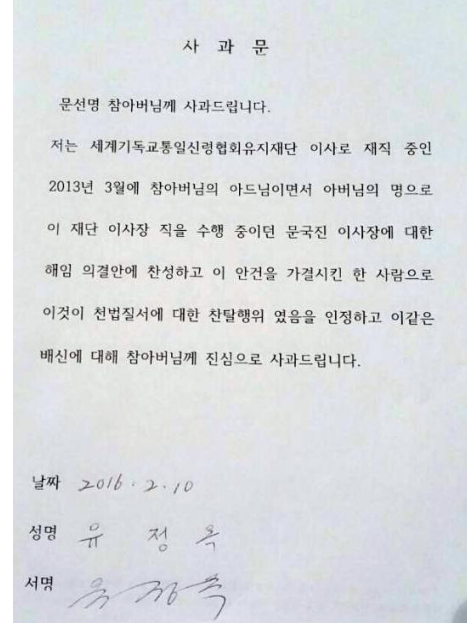 사 과 문
문선명 참아버님께 사과드립니다.
저는 세계기독교통일신령협회유지재단 이사로 재직 중인
2013년 3월에 참아버님의 아드님이면서 아버님의 명으로
이 재단 이사장 직을 수행 중이던 문국진 이사장에 대한
해임 의결안에 찬성하고 이 안건을 가결시킨 한 사람으로
이것이 천법질서에 대한 찬탈행위 였음을 인정하고 이같은
배신에 대해 참아버님께 진심으로 사과드립니다.
날짜 2016.2.10
성명 유 정 옥
서명 유정옥